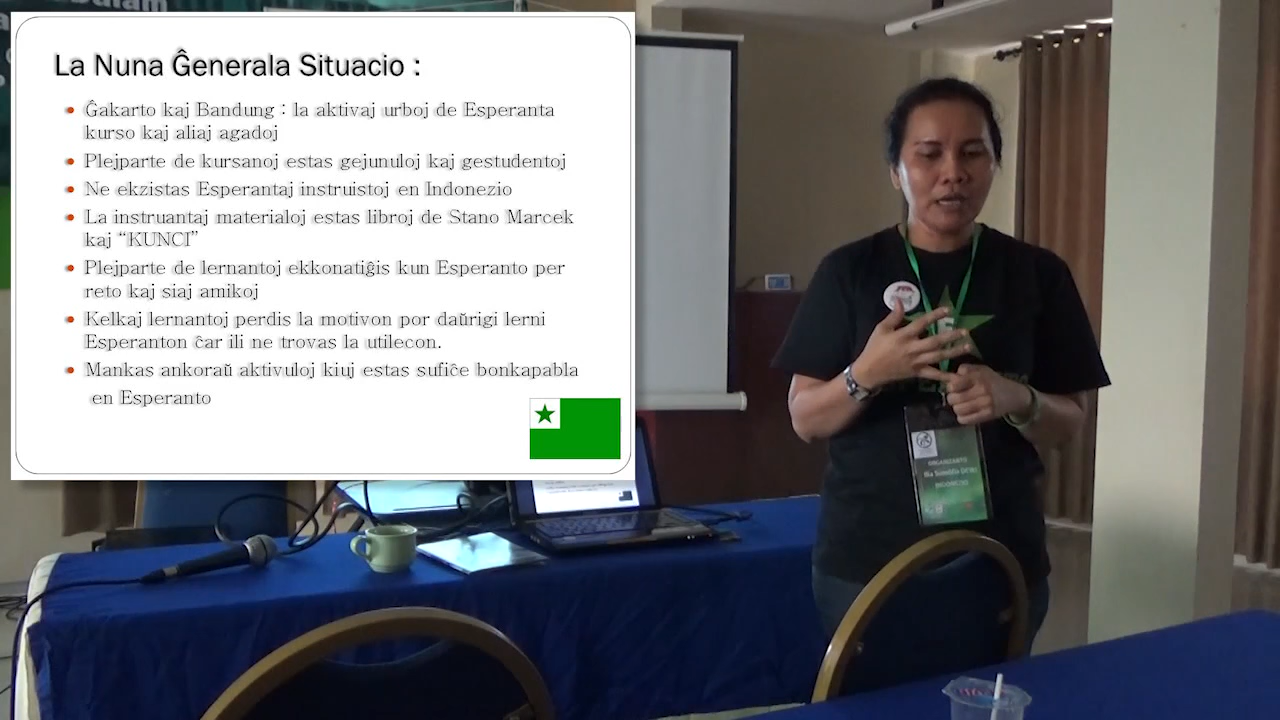 La Nuna Ĝenerala Situacio :
Ĝakarto kaj Bandung : la aktivaj urboj de Esperanta
kurso kaj aliaj agadoj
Plejparte de kursanoj estas gejunuloj kaj gestudentoj
Ne ekzistas Esperantaj instruistoj en Indonezio
La instruantaj materialoj estas libroj de Stano Marcek
kaj “KUNCI”
Plejparte de lernantoj ekkonatiĝis kun Esperanto per
reto kaj siaj amikoj
Kelkaj lernantoj perdis la motivon por daŭrigi lerni
Esperanton ĉar ili ne trovas la utilecon.
Mankas ankoraŭ aktivuloj kiuj estas sufiĉe bonkapabla
en Esperanto
ORGANIZANTO
INDONEZIO